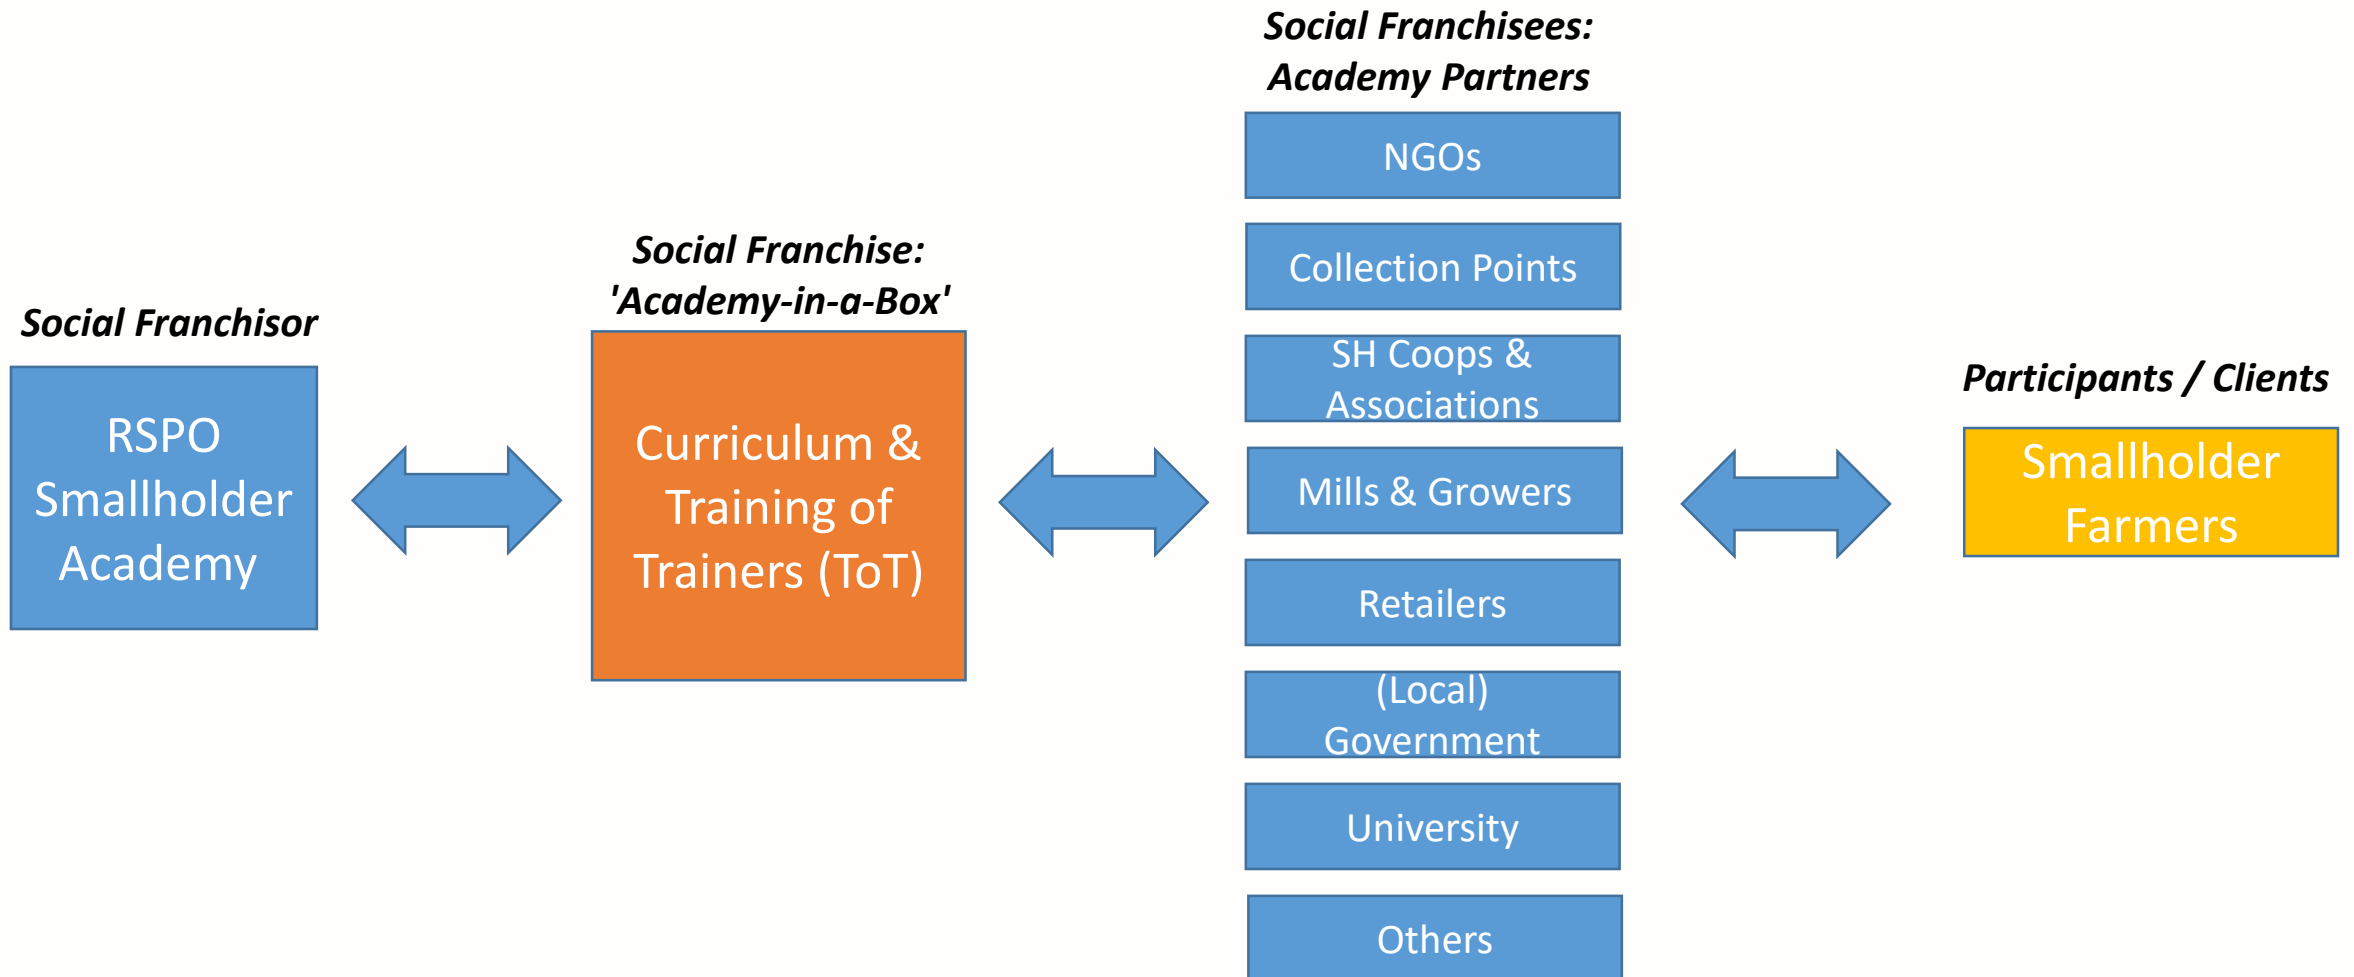 Social Franchisor
RSPO
Smallholder
Academy
Social Franchise:
'Academy-in-a-Box'
Curriculum &
Training of
Trainers (ToT)
Social Franchisees:
Academy Partners
NGOs
Collection Points
SH Coops &
Associations
Mills & Growers
Retailers
(Local)
Government
University
Others
Participants / Clients
Smallholder
Farmers